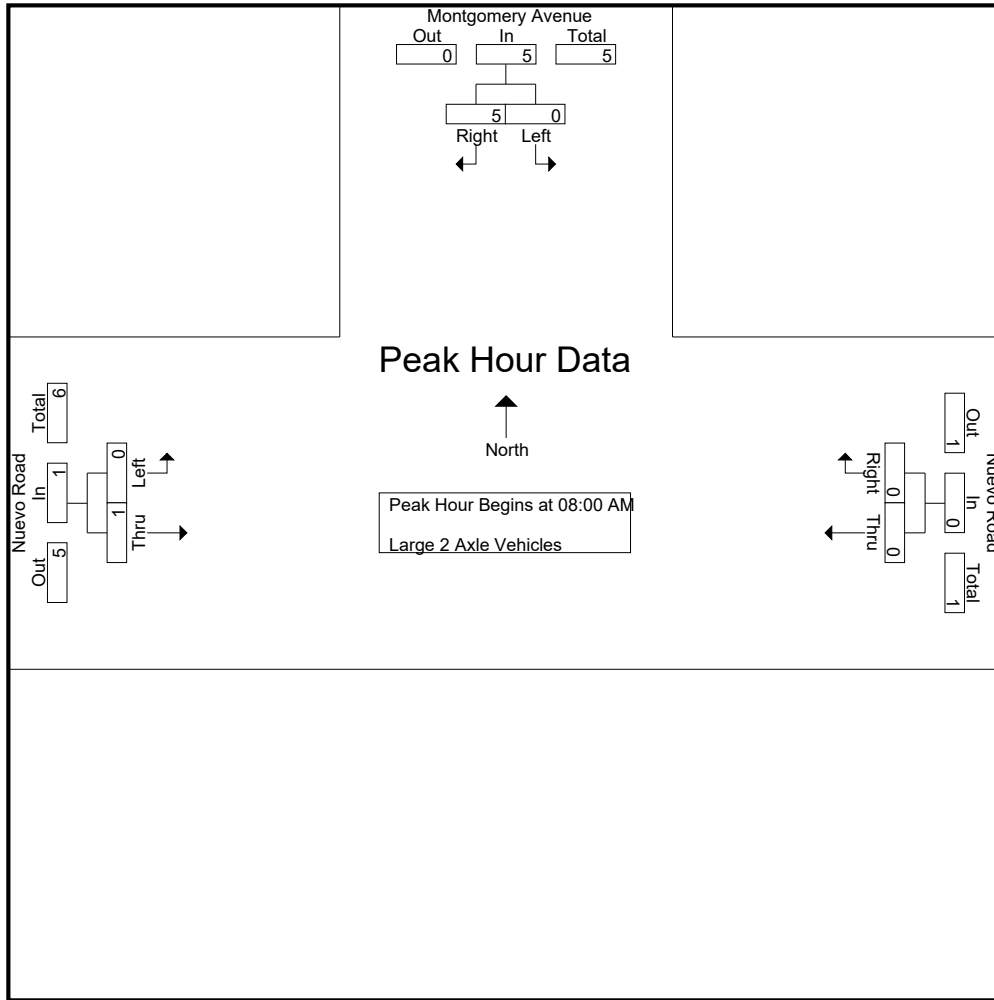 Montgomery Avenue
Out In Total
0 5 5
5 0
Right Left
Peak Hour Data
North
Peak Hour Begins at 08:00 AM
Large 2 Axle Vehicles
Nuevo Road
Out In Total
5 1 6
Left Thru
0 1
Nuevo Road
Out In Total
1 0 1
Right Thru
0 0